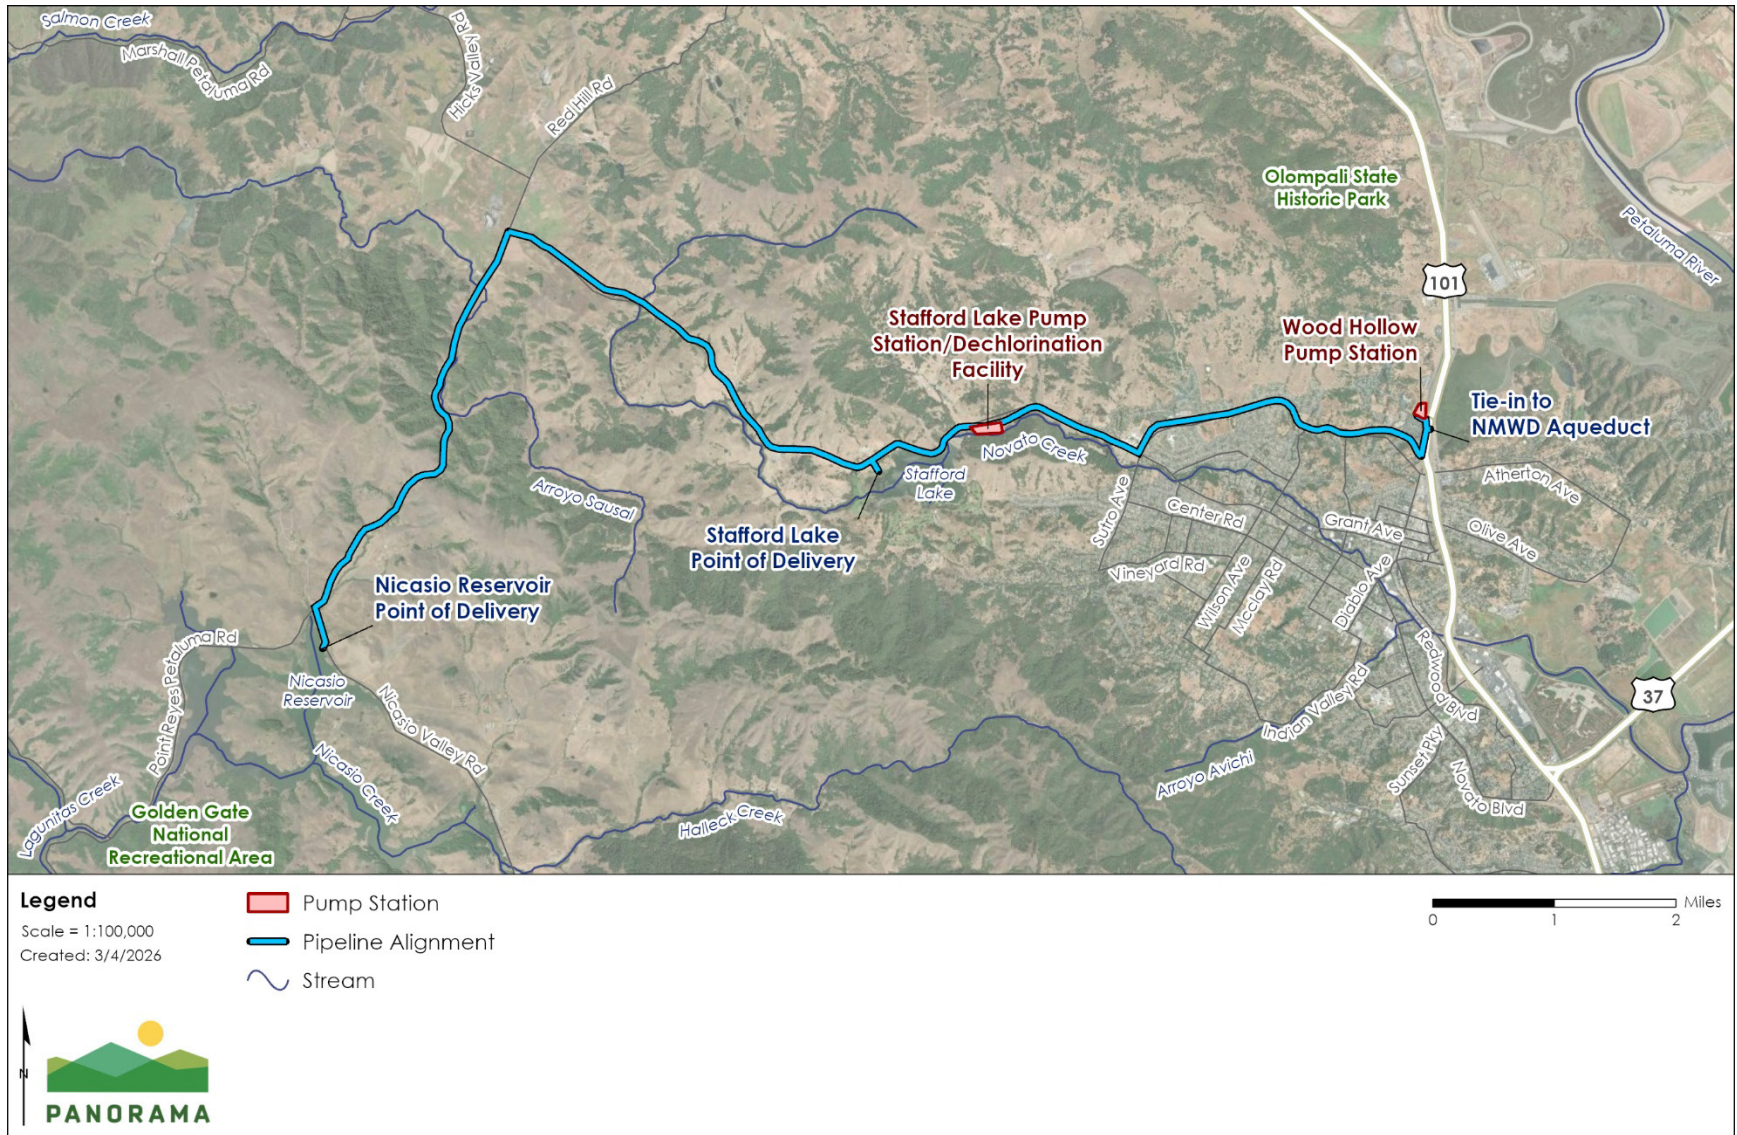 Salmon Creek
Marshall Petaluma Rd
Hicks Valley Rd
Red Hill Rd
Olompali State
Historic Park
Petaluma River
101
Stafford Lake Pump
Station/Dechlorination
Facility
Wood Hollow
Pump Station
Tie-in to
NMWD Aqueduct
Novato Creek
Stafford
Lake
Arroyo Sausal
Stafford Lake
Point of Delivery
Sutro Ave
Center Rd
Grant Ave
Atherton Ave
Olive Ave
Vineyard Rd
Wilson Ave
Mcclay Rd
Diablo Ave
Nicasio Reservoir
Point of Delivery
Point Reyes Petaluma Rd
Nicasio
Reservoir
Nicasio Valley Rd
Nicasio Creek
Redwood Blvd
37
Indian Valley Rd
Arroyo Avichi
Sunset Pky
Novato Blvd
Lagunitas Creek
Golden Gate
National
Recreational Area
Halleck Creek
Legend
Scale = 1:100,000
Created: 3/4/2026
Pump Station
Pipeline Alignment
Stream
Miles
0 1 2
N
PANORAMA